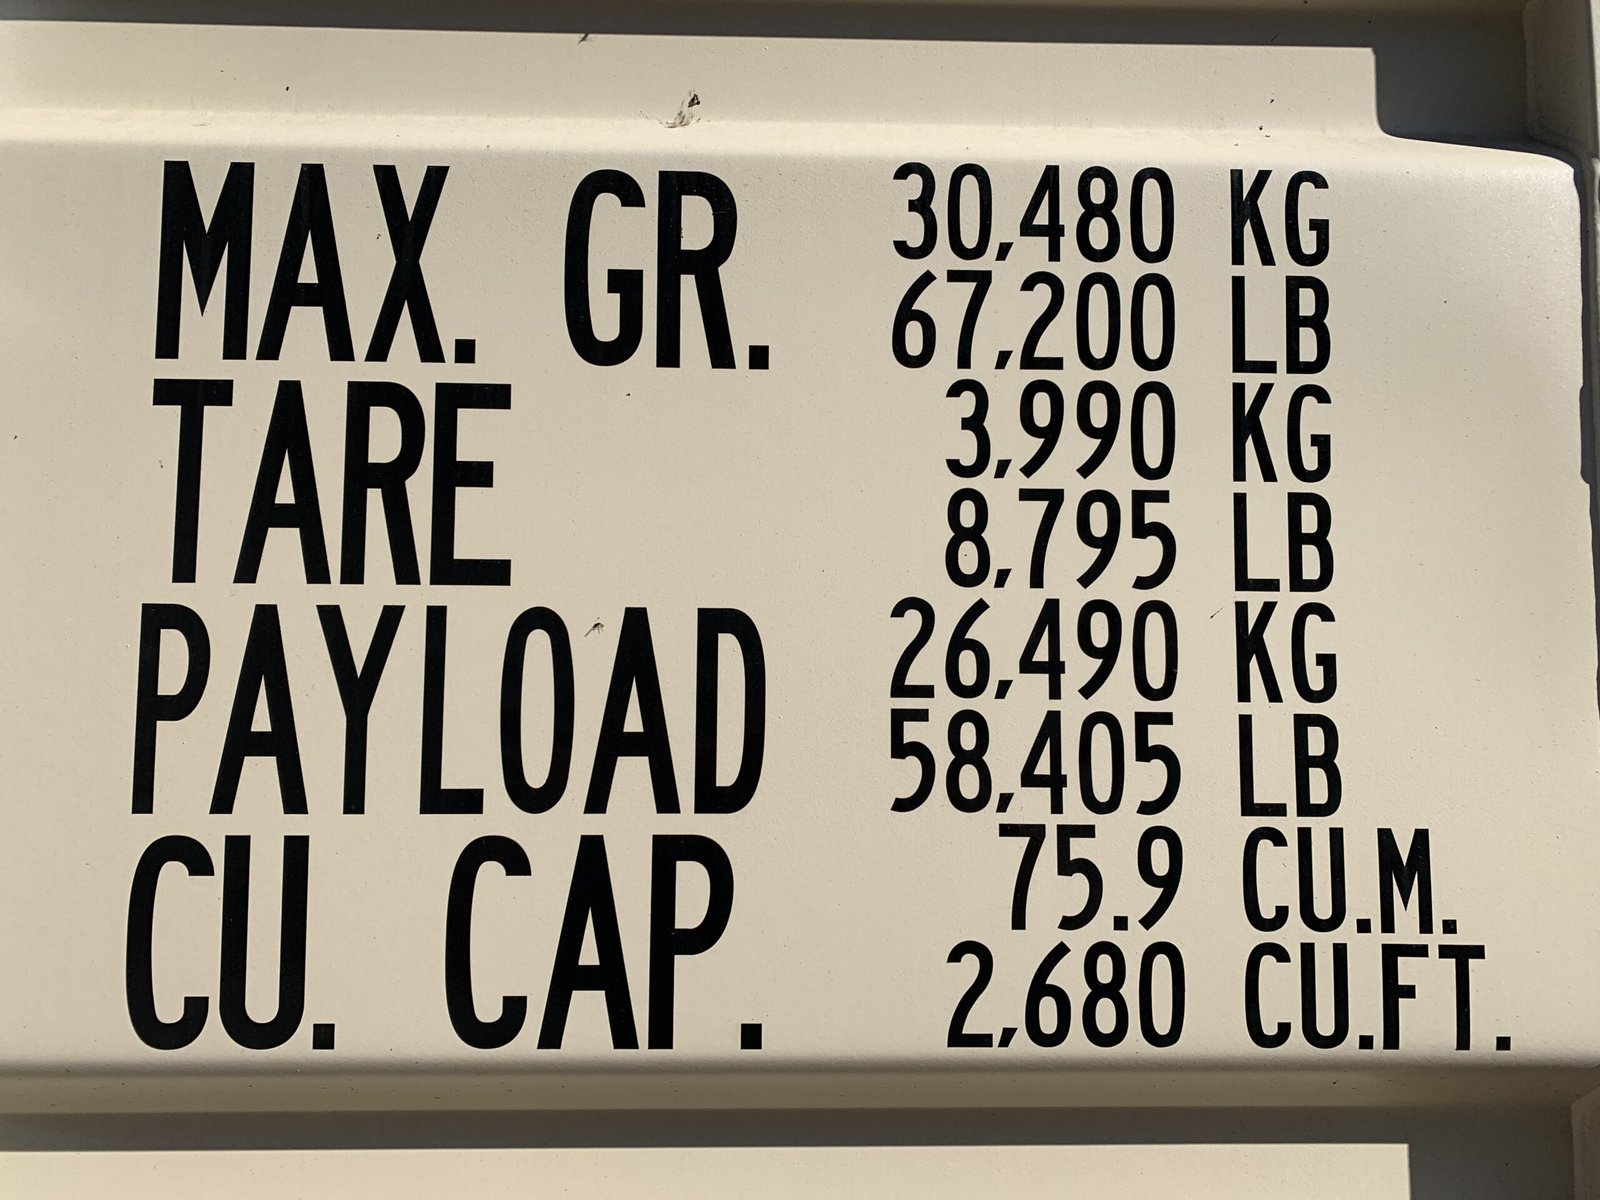 MAX. GR. 30,480 KG
67,200 LB
TARE 3,990 KG
8,795 LB
PAYLOAD 26,490 KG
58,405 LB
CU. CAP. 75.9 CU.M.
2,680 CU.FT.